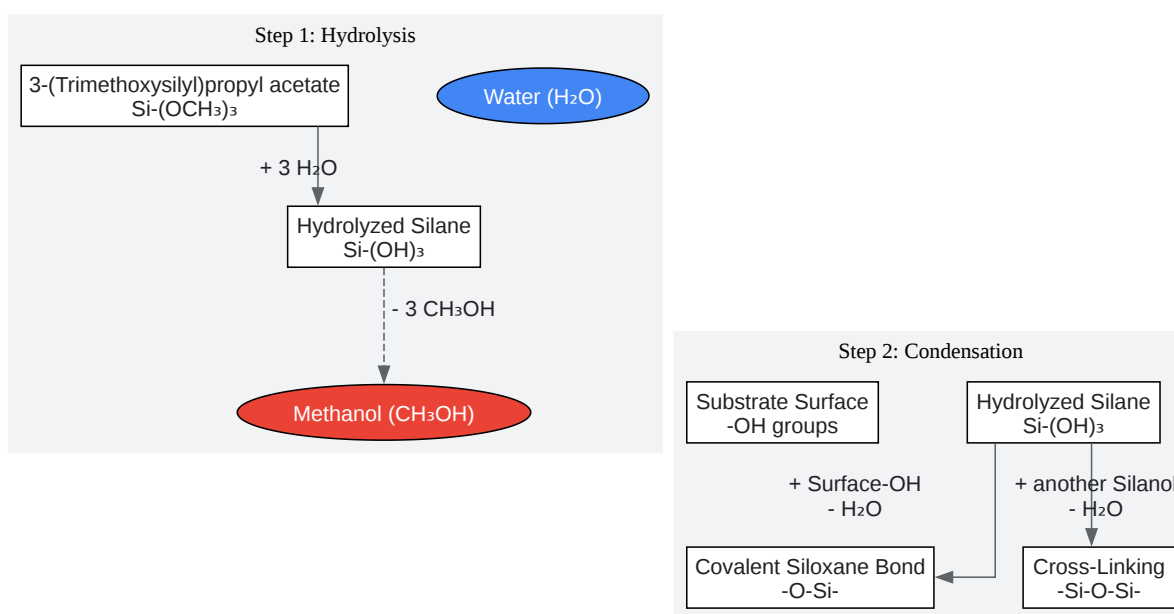 Step 1: Hydrolysis
3-(Trimethoxysilyl)propyl acetate
Si-(OCH₃)₃
Water (H₂O)
+ 3 H₂O
Hydrolyzed Silane
Si-(OH)₃
- 3 CH₃OH
Methanol (CH₃OH)
Step 2: Condensation
Substrate Surface
-OH groups
Hydrolyzed Silane
Si-(OH)₃
+ Surface-OH
- H₂O
+ another Silanol
- H₂O
Covalent Siloxane Bond
-O-Si-
Cross-Linking
-Si-O-Si-